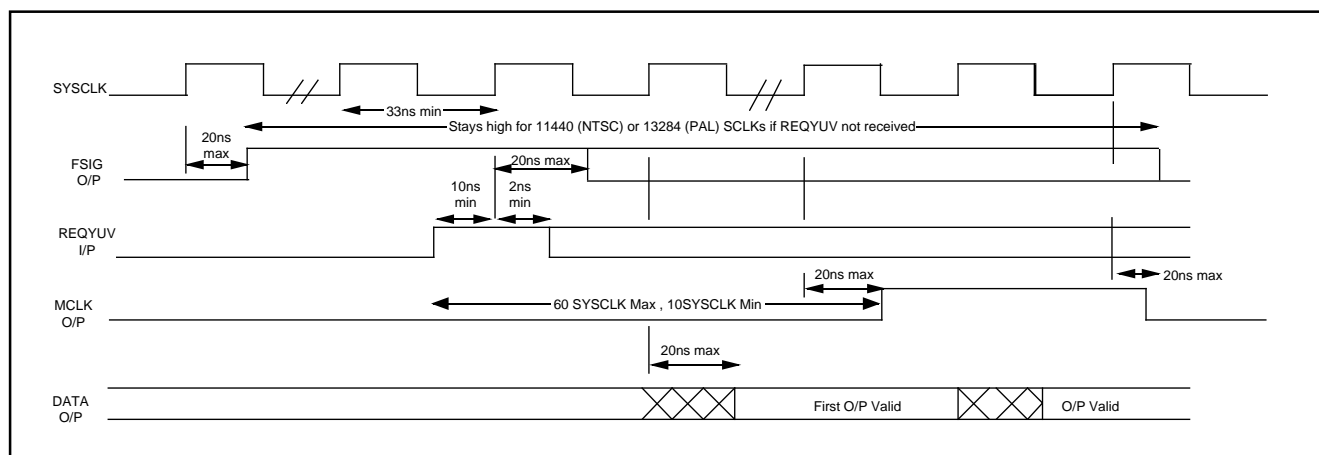 SYSCLK
33ns min
Stays high for 11440 (NTSC) or 13284 (PAL) SCLKs if REQYUV not received
20ns
max
FSIG
O/P
20ns max
10ns
min
2ns
min
REQYUV
I/P
20ns max
20ns max
60 SYSCLK Max , 10SYSCLK Min
MCLK
O/P
20ns max
DATA
O/P
First O/P Valid
O/P Valid